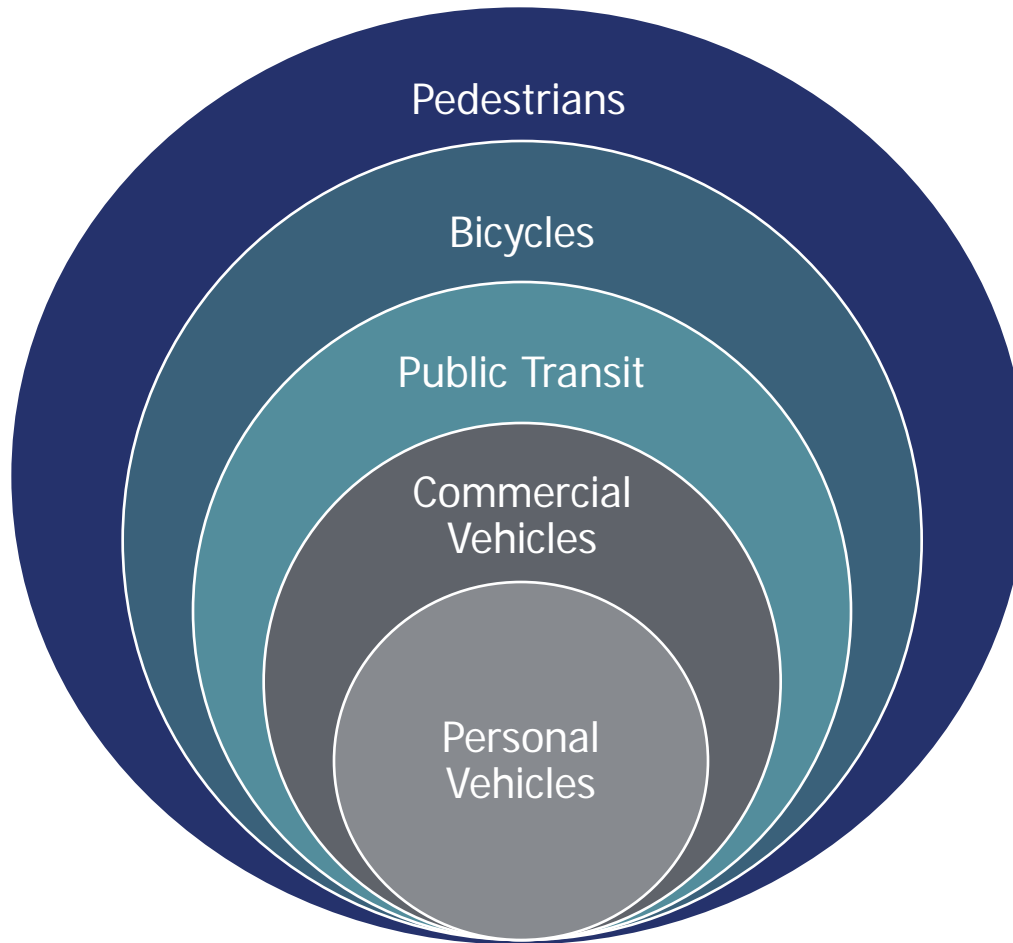 Pedestrians
Bicycles
Public Transit
Commercial
Vehicles
Personal
Vehicles